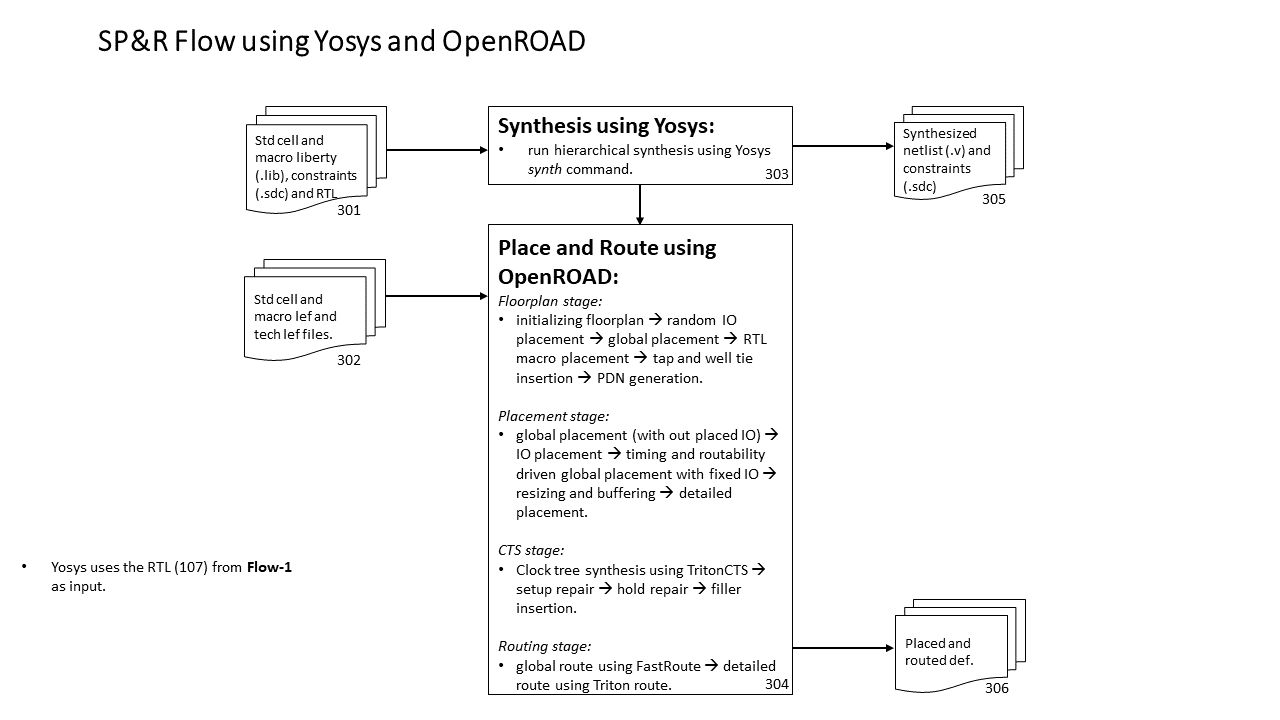 SP&R Flow using Yosys and OpenROAD
Std cell and
macro liberty
(.lib), constraints
(.sdc) and RTL
301
Synthesis using Yosys:
• run hierarchical synthesis using Yosys
synth command.
303
Synthesized
netlist (.v) and
constraints
(.sdc)
305
Std cell and
macro lef and
tech lef files.
302
Place and Route using
OpenROAD:
Floorplan stage:
• initializing floorplan → random IO
placement → global placement → RTL
macro placement → tap and well tie
insertion → PDN generation.
Placement stage:
• global placement (with out placed IO) →
IO placement → timing and routability
driven global placement with fixed IO →
resizing and buffering → detailed
placement.
CTS stage:
• Clock tree synthesis using TritonCTS →
setup repair → hold repair → filler
insertion.
Routing stage:
• global route using FastRoute → detailed
route using Triton route.
304
• Yosys uses the RTL (107) from Flow-1
as input.
Placed and
routed def.
306